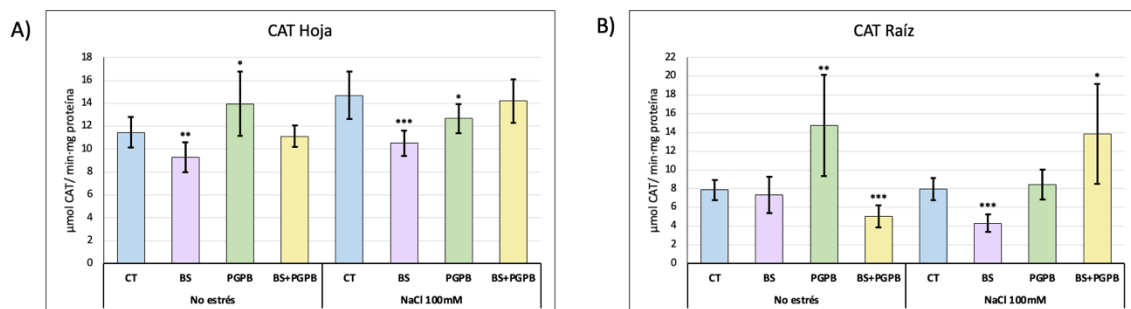 A)
CAT Hoja
µmol CAT/ min·mg proteína
18
16
14
12
10
8
6
4
2
0
*
**
***
*
CT
BS
PGPB
BS+PGPB
CT
BS
PGPB
BS+PGPB
No estrés
NaCl 100mM
B)
CAT Raíz
µmol CAT/ min·mg proteína
22
20
18
16
14
12
10
8
6
4
2
0
**
***
***
*
CT
BS
PGPB
BS+PGPB
CT
BS
PGPB
BS+PGPB
No estrés
NaCl 100mM